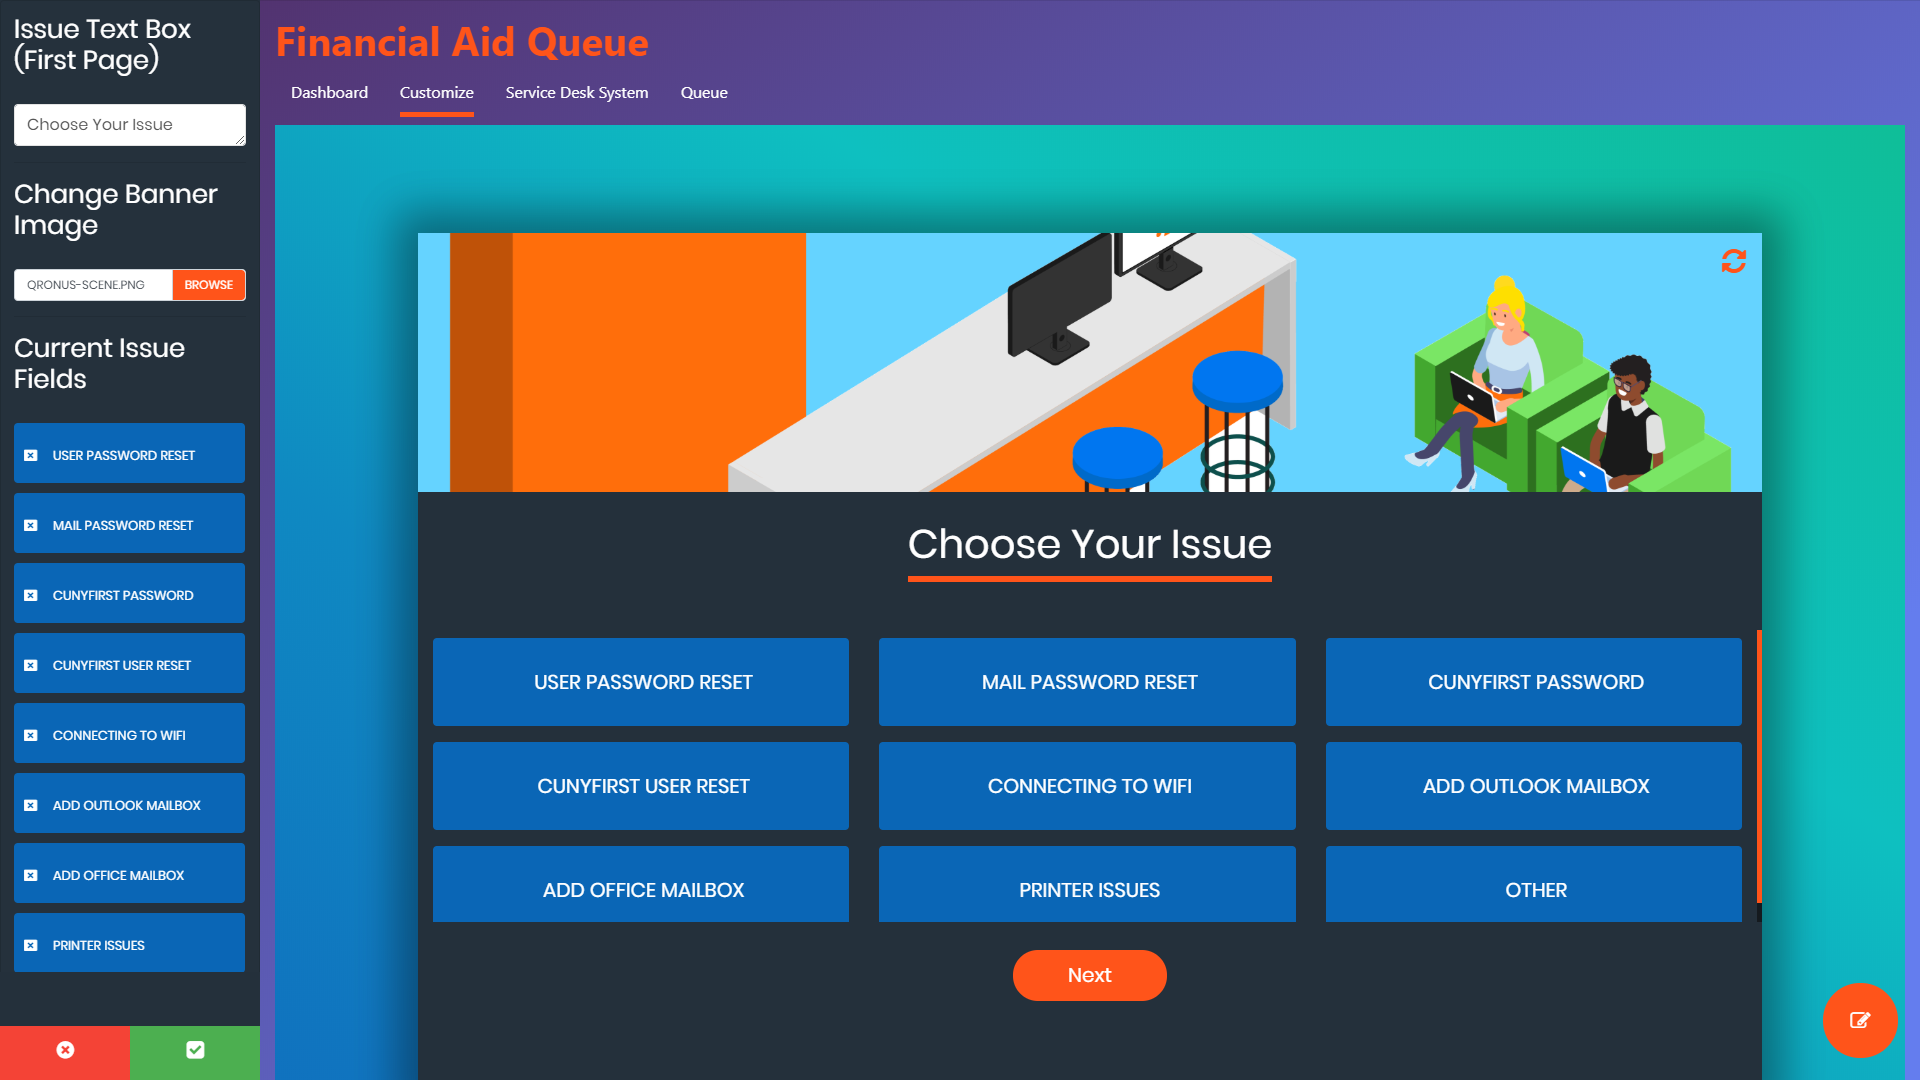 Issue Text Box
(First Page)
Choose Your Issue
Change Banner
Image
QRONUS-SCENE.PNG
BROWSE
Current Issue
Fields
USER PASSWORD RESET
MAIL PASSWORD RESET
CUNYFIRST PASSWORD
CUNYFIRST USER RESET
CONNECTING TO WIFI
ADD OUTLOOK MAILBOX
ADD OFFICE MAILBOX
PRINTER ISSUES
Financial Aid Queue
Dashboard
Customize
Service Desk System
Queue
Choose Your Issue
USER PASSWORD RESET
MAIL PASSWORD RESET
CUNYFIRST PASSWORD
CUNYFIRST USER RESET
CONNECTING TO WIFI
ADD OUTLOOK MAILBOX
ADD OFFICE MAILBOX
PRINTER ISSUES
OTHER
Next